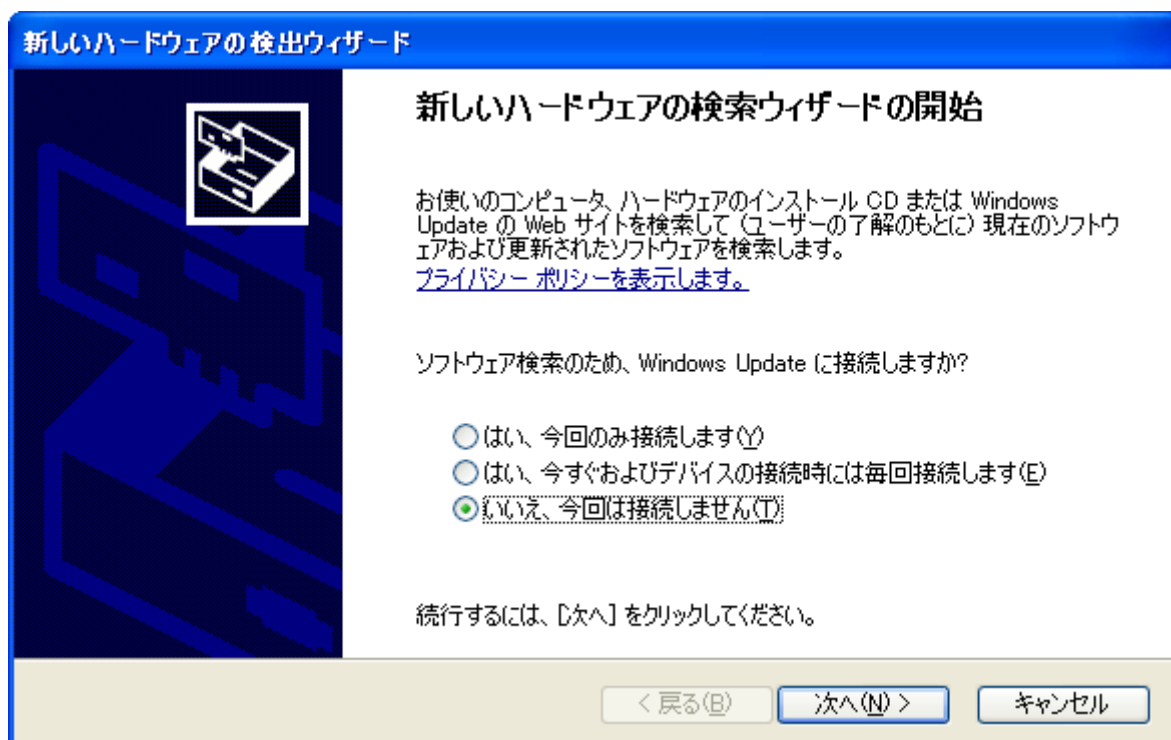 新しいハードウェアの検出ウィザード
新しいハードウェアの検索ウィザードの開始
お使いのコンピュータ、ハードウェアのインストール CD または Windows
Update の Web サイトを検索して (ユーザーの了解のもとに) 現在のソフトウ
ェアおよび更新されたソフトウェアを検索します。
プライバシー ポリシーを表示します。
ソフトウェア検索のため、Windows Update に接続しますか?
はい、今回のみ接続します(Y)
はい、今すぐおよびデバイスの接続時には毎回接続します(E)
いいえ、今回は接続しません(T)
続行するには、[次へ] をクリックしてください。
< 戻る(B) 次へ(N) > キャンセル